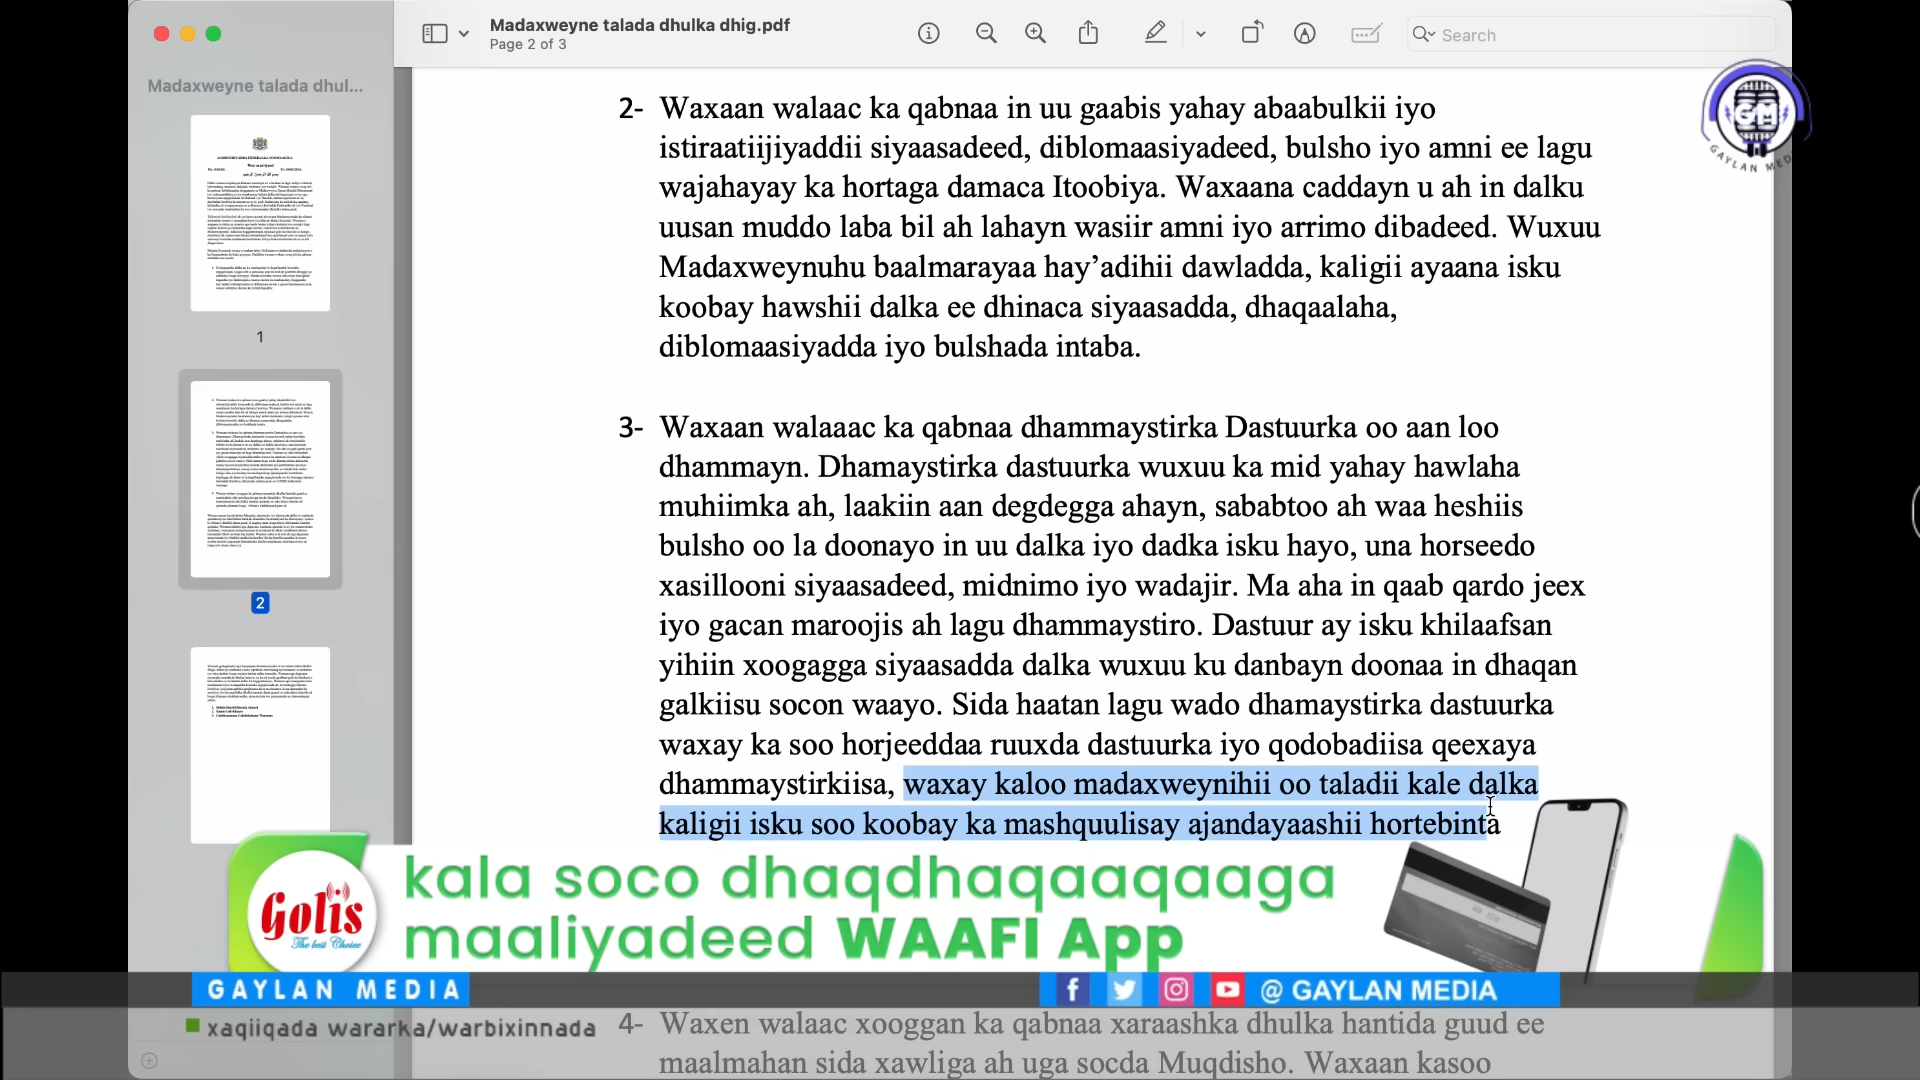 Madaxweyne talada dhulka dhig.pdf
Page 2 of 3
Search
Madaxweyne talada dhul...
1
2
GM
GAYLAN MED
2- Waxaan walaac ka qabnaa in uu gaabis yahay abaabulkii iyo
istiraatiijiyaddii siyaasadeed, diblomaasiyadeed, bulsho iyo amni ee lagu
wajahayay ka hortaga damaca Itoobiya. Waxaana caddayn u ah in dalku
uusan muddo laba bil ah lahayn wasiir amni iyo arrimo dibadeed. Wuxuu
Madaxweynuhu baalmarayaa hay’adihii dawladda, kaligii ayaana isku
koobay hawshii dalka ee dhinaca siyaasadda, dhaqaalaha,
diblomaasiyadda iyo bulshada intaba.
3- Waxaan walaaac ka qabnaa dhammaystirka Dastuurka oo aan loo
dhammayn. Dhamaystirka dastuurka wuxuu ka mid yahay hawlaha
muhiimka ah, laakiin aan degdegga ahayn, sababtoo ah waa heshiis
bulsho oo la doonayo in uu dalka iyo dadka isku hayo, una horseedo
xasillooni siyaasadeed, midnimo iyo wadajir. Ma aha in qaab qardo jeex
iyo gacan maroojis ah lagu dhammaystiro. Dastuur ay isku khilaafsan
yihiin xoogagga siyaasadda dalka wuxuu ku danbayn doonaa in dhaqan
galkiisu socon waayo. Sida haatan lagu wado dhamaystirka dastuurka
waxay ka soo horjeeddaa ruuxda dastuurka iyo qodobadiisa qeexaya
dhammaystirkiisa, waxay kaloo madaxweynihii oo taladii kale dalka
kaligii isku soo koobay ka mashquulisay ajandayaashii hortebinta
Golis
The best Choice
kala soco dhaqdhaqaaqaaga
maaliyadeed WAAFI App
GAYLAN MEDIA
@ GAYLAN MEDIA
xaqiiqada wararka/warbixinnada
4- Waxen walaac xooggan ka qabnaa xaraashka dhulka hantida guud ee
maalmahan sida xawliga ah uga socda Muqdisho. Waxaan kasoo